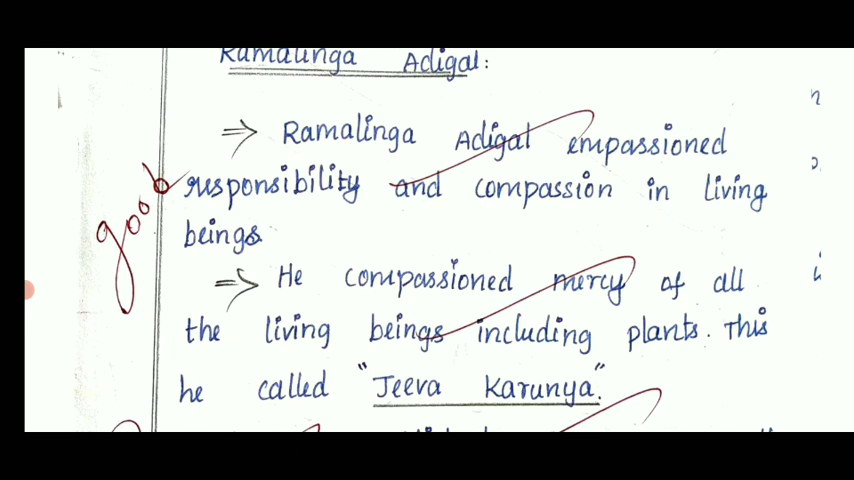 Ramalinga Adigal:
⇒ Ramalinga Adigal empassioned
good
responsibility and compassion in living
beings
⇒ He compassioned mercy of all
the living beings including plants. This
he called "Jeeva Karunya."